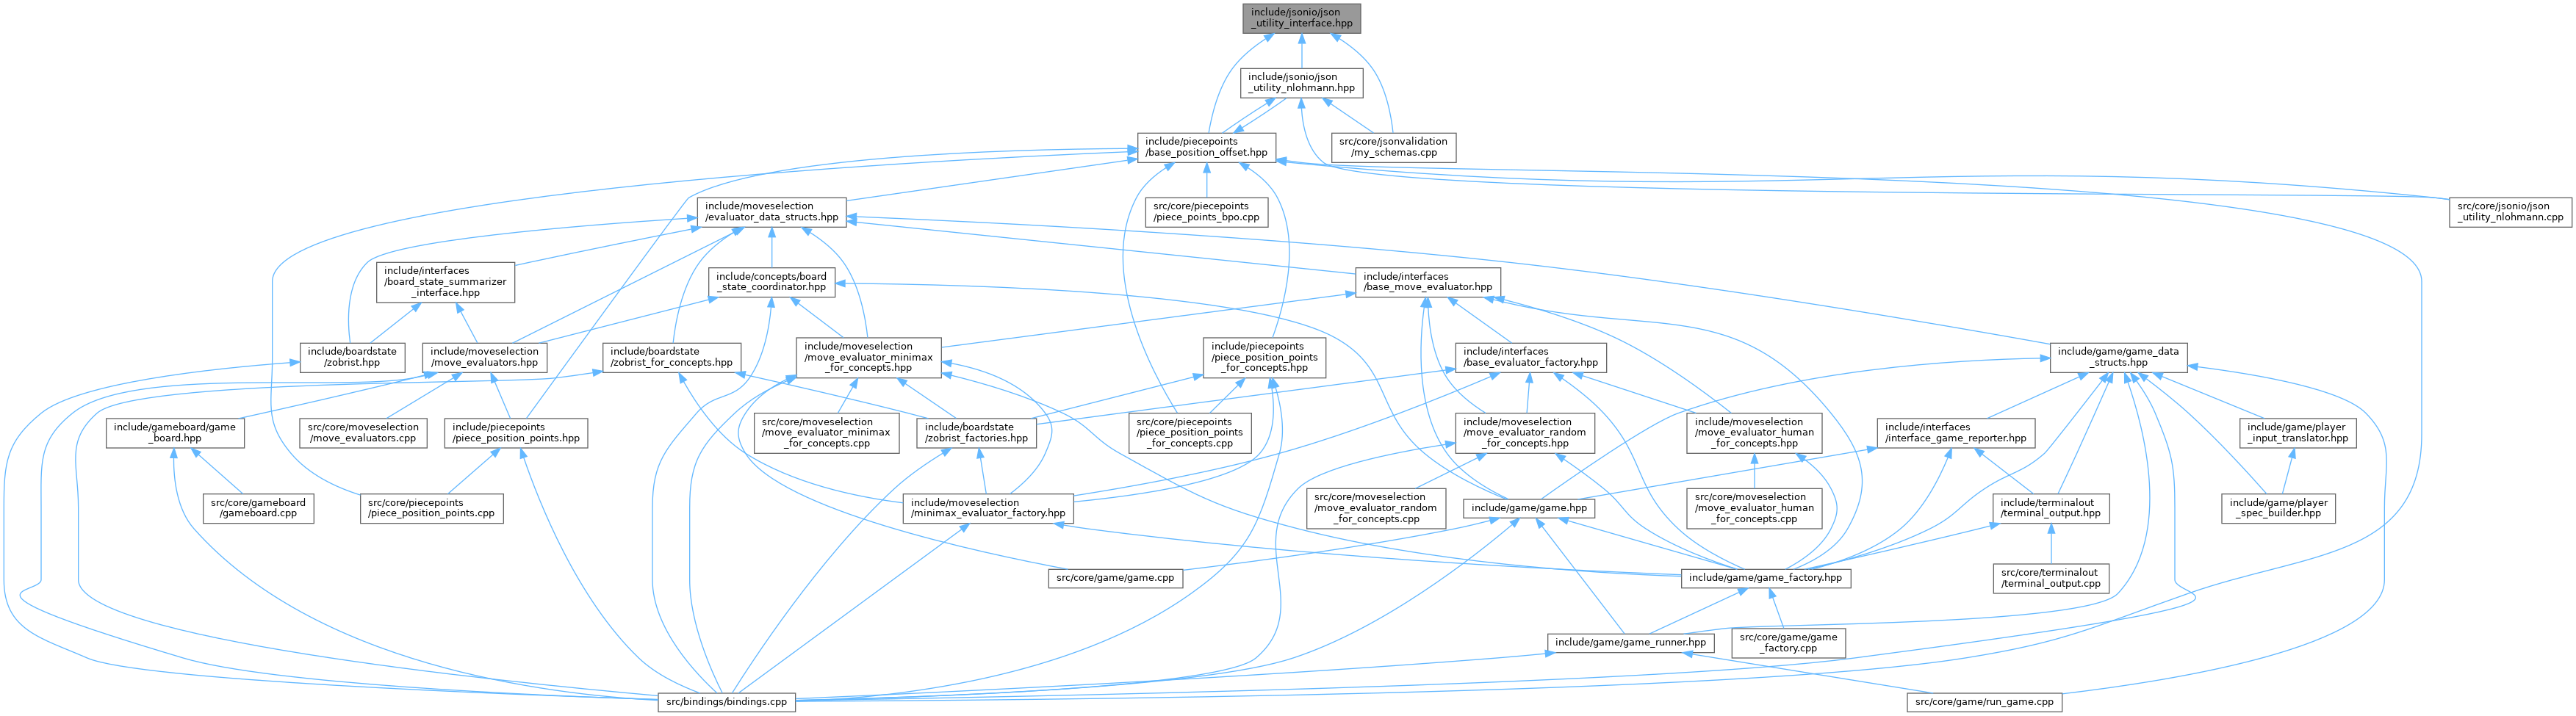 include/jsonio/json
_utility_interface.hpp
include/jsonio/json
_utility_nlohmann.hpp
include/piecepoints
/base_position_offset.hpp
src/core/jsonvalidation
/my_schemas.cpp
include/moveselection
/evaluator_data_structs.hpp
src/core/piecepoints
/piece_points_bpo.cpp
src/core/jsonio/json
_utility_nlohmann.cpp
include/interfaces
/board_state_summarizer
_interface.hpp
include/concepts/board
_state_coordinator.hpp
include/interfaces
/base_move_evaluator.hpp
include/boardstate
/zobrist.hpp
include/moveselection
/move_evaluators.hpp
include/boardstate
/zobrist_for_concepts.hpp
include/moveselection
/move_evaluator_minimax
_for_concepts.hpp
include/piecepoints
/piece_position_points
_for_concepts.hpp
include/interfaces
/base_evaluator_factory.hpp
include/game/game_data
_structs.hpp
include/gameboard/game
_board.hpp
src/core/moveselection
/move_evaluators.cpp
include/piecepoints
/piece_position_points.hpp
src/core/moveselection
/move_evaluator_minimax
_for_concepts.cpp
include/boardstate
/zobrist_factories.hpp
src/core/piecepoints
/piece_position_points
_for_concepts.cpp
include/moveselection
/move_evaluator_random
_for_concepts.hpp
include/moveselection
/move_evaluator_human
_for_concepts.hpp
include/interfaces
/interface_game_reporter.hpp
include/game/player
_input_translator.hpp
src/core/gameboard
/gameboard.cpp
src/core/piecepoints
/piece_position_points.cpp
include/moveselection
/minimax_evaluator_factory.hpp
src/core/moveselection
/move_evaluator_random
_for_concepts.cpp
include/game/game.hpp
src/core/moveselection
/move_evaluator_human
_for_concepts.cpp
include/terminalout
/terminal_output.hpp
include/game/player
_spec_builder.hpp
src/core/game/game.cpp
include/game/game_factory.hpp
src/core/terminalout
/terminal_output.cpp
include/game/game_runner.hpp
src/core/game/game
_factory.cpp
src/bindings/bindings.cpp
src/core/game/run_game.cpp